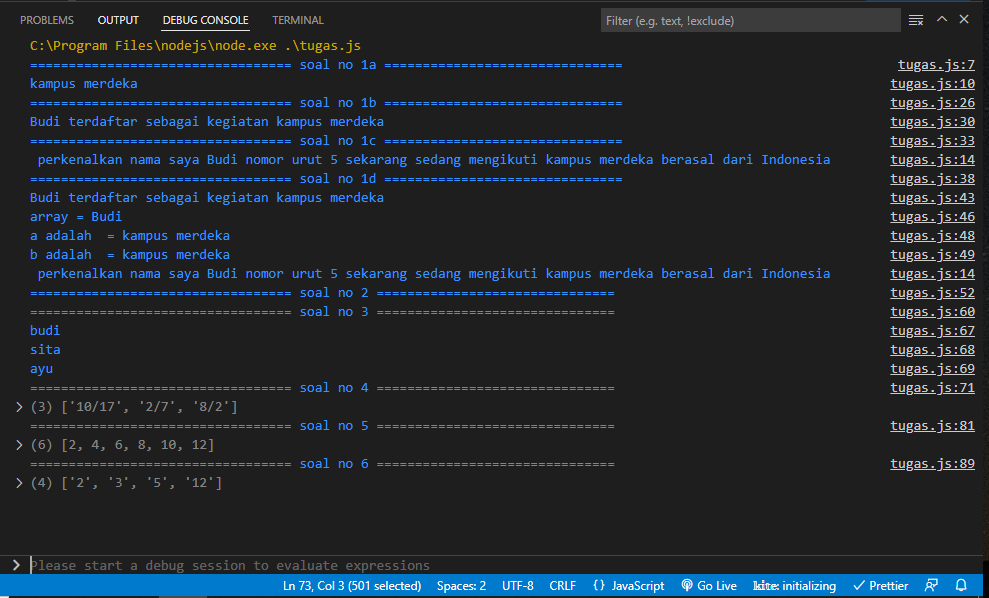 PROBLEMS OUTPUT DEBUG CONSOLE TERMINAL Filter (e.g. text, !exclude)
C:\Program Files\nodejs\node.exe .\tugas.js
================================== soal no 1a =============================== tugas.js:7
kampus merdeka tugas.js:10
================================== soal no 1b =============================== tugas.js:26
Budi terdaftar sebagai kegiatan kampus merdeka tugas.js:30
================================== soal no 1c =============================== tugas.js:33
perkenalkan nama saya Budi nomor urut 5 sekarang sedang mengikuti kampus merdeka berasal dari Indonesia tugas.js:14
================================== soal no 1d =============================== tugas.js:38
Budi terdaftar sebagai kegiatan kampus merdeka tugas.js:43
array = Budi tugas.js:46
a adalah  = kampus merdeka tugas.js:48
b adalah  = kampus merdeka tugas.js:49
perkenalkan nama saya Budi nomor urut 5 sekarang sedang mengikuti kampus merdeka berasal dari Indonesia tugas.js:14
================================== soal no 2 =============================== tugas.js:52
================================== soal no 3 =============================== tugas.js:60
budi tugas.js:67
sita tugas.js:68
ayu tugas.js:69
================================== soal no 4 =============================== tugas.js:71
> (3) ['10/17', '2/7', '8/2']
================================== soal no 5 =============================== tugas.js:81
> (6) [2, 4, 6, 8, 10, 12]
================================== soal no 6 =============================== tugas.js:89
> (4) ['2', '3', '5', '12']
> Please start a debug session to evaluate expressions
Ln 73, Col 3 (501 selected) Spaces: 2 UTF-8 CRLF {} JavaScript Go Live kite: initializing Prettier